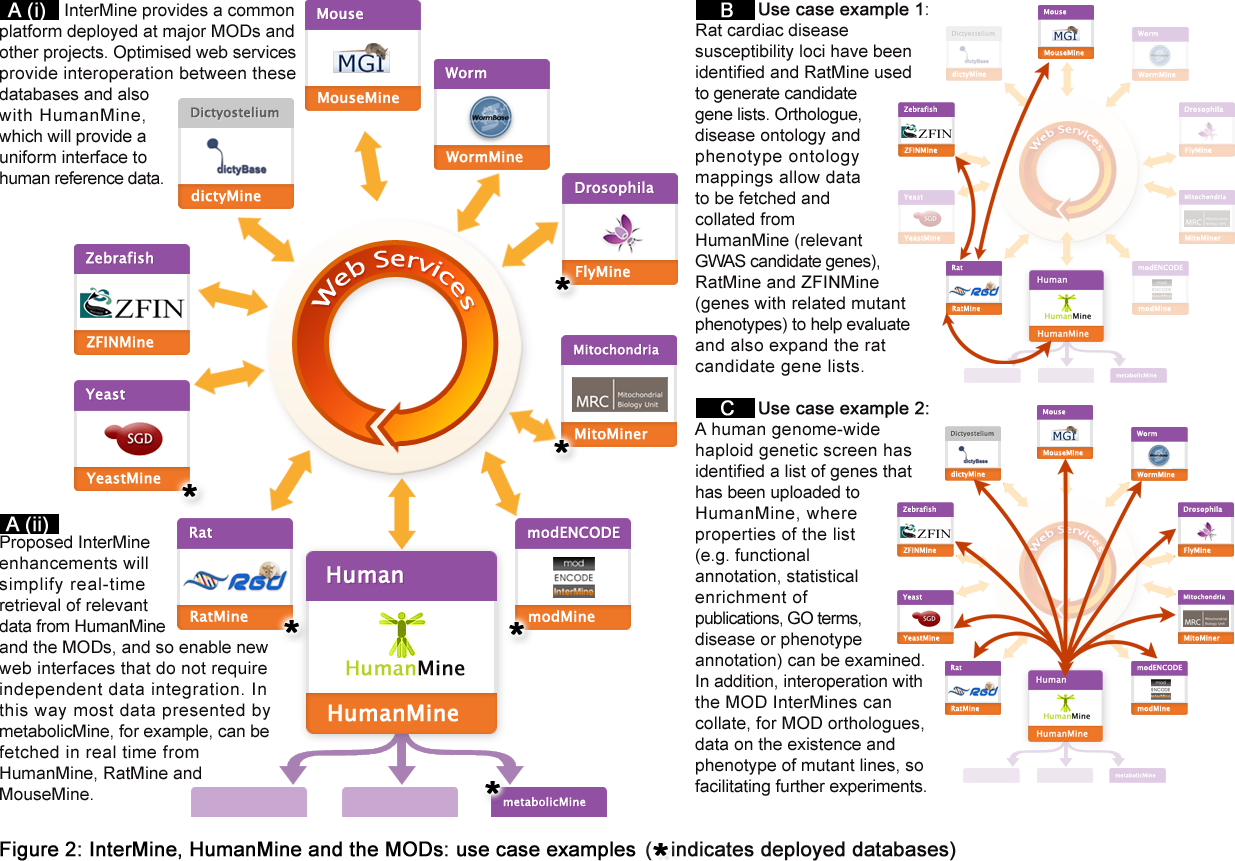 A (i) InterMine provides a common
platform deployed at major MODs and
other projects. Optimised web services
provide interoperation between these
databases and also
with HumanMine,
which will provide a
uniform interface to
human reference data.
Mouse
MGI
MouseMine
Worm
WormBase
WormMine
Dictyostelium
dictyBase
dictyMine
Drosophila
* FlyMine
Zebrafish
ZFIN
ZFINMine
Web Services
Mitochondria
MRC Mitochondrial
Biology Unit
* MitoMiner
Yeast
SGD
YeastMine *
A (ii)
Proposed InterMine
enhancements will
simplify real-time
retrieval of relevant
data from HumanMine
and the MODs, and so enable new
web interfaces that do not require
independent data integration. In
this way most data presented by
metabolicMine, for example, can be
fetched in real time from
HumanMine, RatMine and
MouseMine.
Rat
RGD
RatMine *
Human
HumanMine
HumanMine
modENCODE
mod
ENCODE
InterMine
* modMine
* metabolicMine
B Use case example 1:
Rat cardiac disease
susceptibility loci have been
identified and RatMine used
to generate candidate
gene lists. Orthologue,
disease ontology and
phenotype ontology
mappings allow data
to be fetched and
collated from
HumanMine (relevant
GWAS candidate genes),
RatMine and ZFINMine
(genes with related mutant
phenotypes) to help evaluate
and also expand the rat
candidate gene lists.
Mouse
MGI
MouseMine
Dictyostelium
dictyBase
dictyMine
Worm
WormMine
Zebrafish
ZFIN
ZFINMine
Drosophila
FlyMine
Web Services
Yeast
SGD
YeastMine
Mitochondria
MRC
MitoMiner
Rat
RGD
RatMine
Human
HumanMine
HumanMine
modENCODE
mod
ENCODE
modMine
metabolicMine
C Use case example 2:
A human genome-wide
haploid genetic screen has
identified a list of genes that
has been uploaded to
HumanMine, where
properties of the list
(e.g. functional
annotation, statistical
enrichment of
publications, GO terms,
disease or phenotype
annotation) can be examined.
In addition, interoperation with
the MOD InterMines can
collate, for MOD orthologues,
data on the existence and
phenotype of mutant lines, so
facilitating further experiments.
Mouse
MGI
MouseMine
Dictyostelium
dictyBase
dictyMine
Worm
WormMine
Zebrafish
ZFIN
ZFINMine
Drosophila
FlyMine
Web Services
Yeast
SGD
YeastMine
Mitochondria
MRC
MitoMiner
Rat
RGD
RatMine
Human
HumanMine
HumanMine
modENCODE
mod
ENCODE
modMine
metabolicMine
Figure 2: InterMine, HumanMine and the MODs: use case examples (*indicates deployed databases)